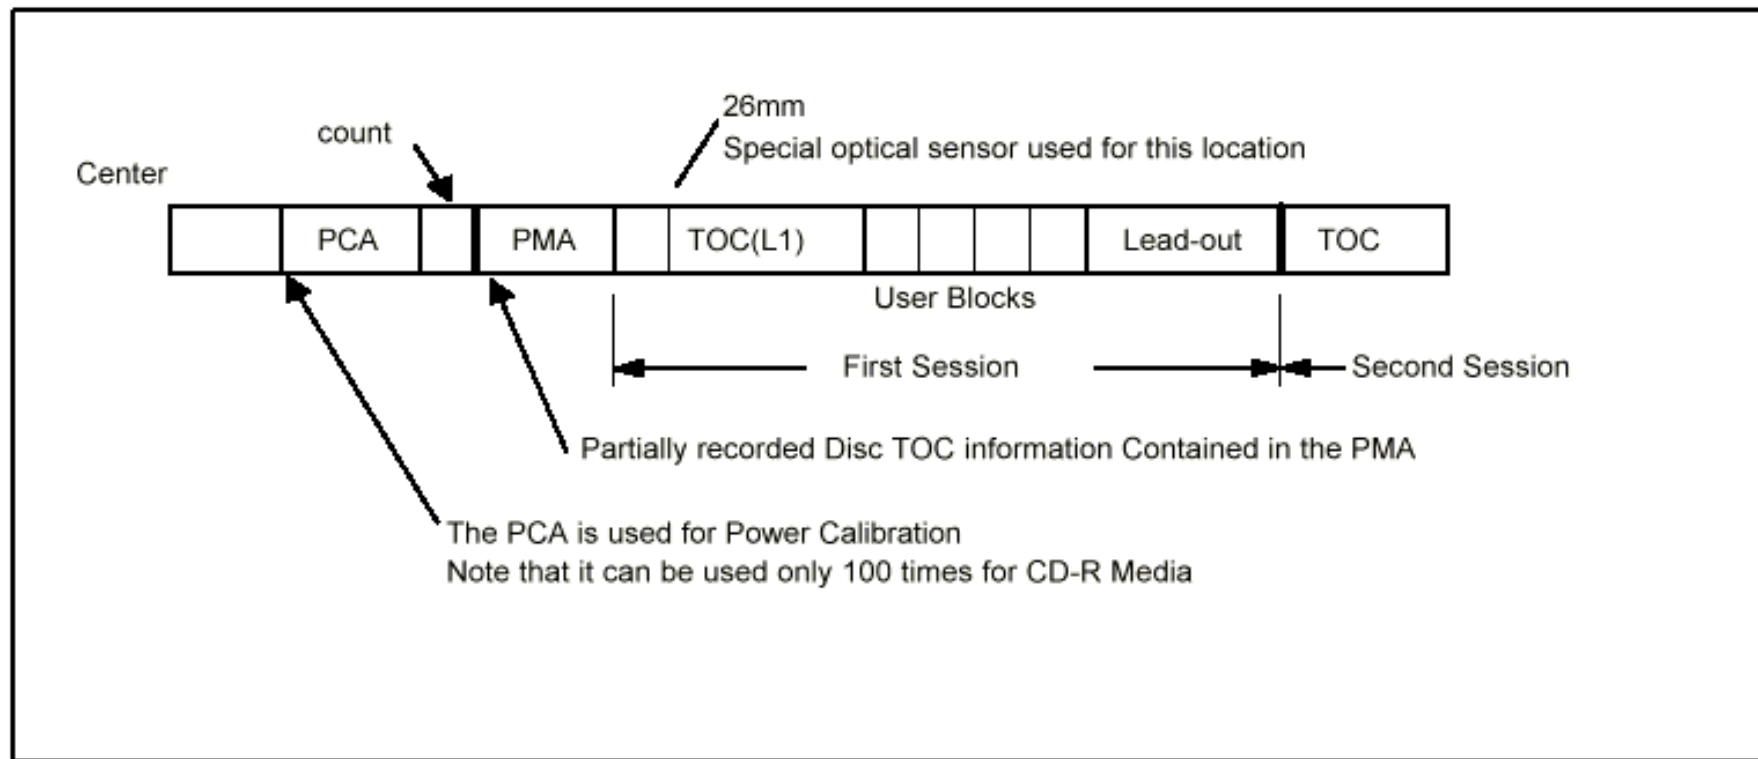 26mm
count
Special optical sensor used for this location
Center
PCA
PMA
TOC(L1)
Lead-out
TOC
User Blocks
First Session
Second Session
Partially recorded Disc TOC information Contained in the PMA
The PCA is used for Power Calibration
Note that it can be used only 100 times for CD-R Media